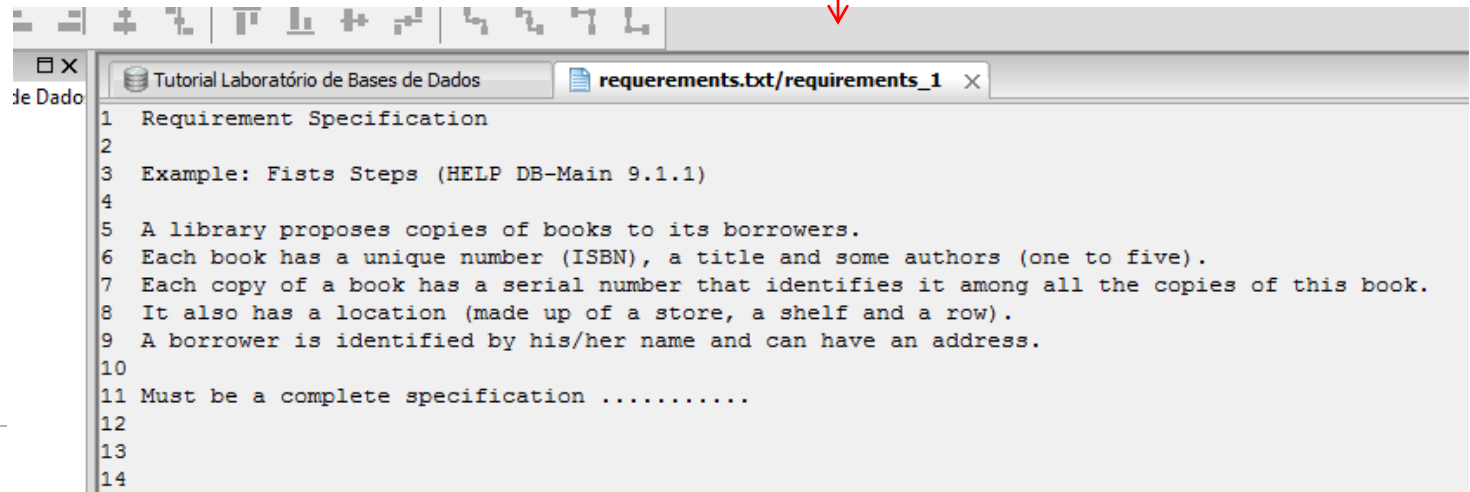 de Dado
Tutorial Laboratório de Bases de Dados
requerements.txt/requirements_1
1 Requirement Specification
2
3 Example: Fists Steps (HELP DB-Main 9.1.1)
4
5 A library proposes copies of books to its borrowers.
6 Each book has a unique number (ISBN), a title and some authors (one to five).
7 Each copy of a book has a serial number that identifies it among all the copies of this book.
8 It also has a location (made up of a store, a shelf and a row).
9 A borrower is identified by his/her name and can have an address.
10
11 Must be a complete specification ...........
12
13
14